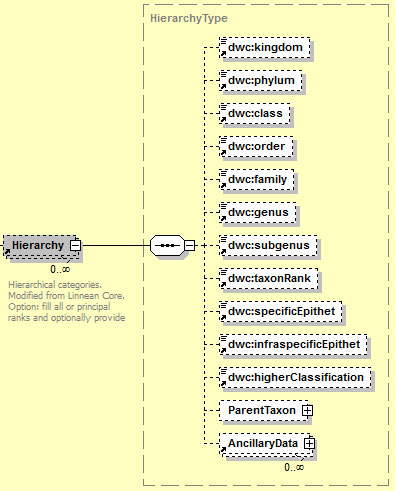 HierarchyType
dwc:kingdom
dwc:phylum
dwc:class
dwc:order
dwc:family
dwc:genus
Hierarchy
0..∞
Hierarchical categories.
Modified from Linnean Core.
Option: fill all or principal
ranks and optionally provide
dwc:subgenus
dwc:taxonRank
dwc:specificEpithet
dwc:infraspecificEpithet
dwc:higherClassification
ParentTaxon
AncillaryData
0..∞